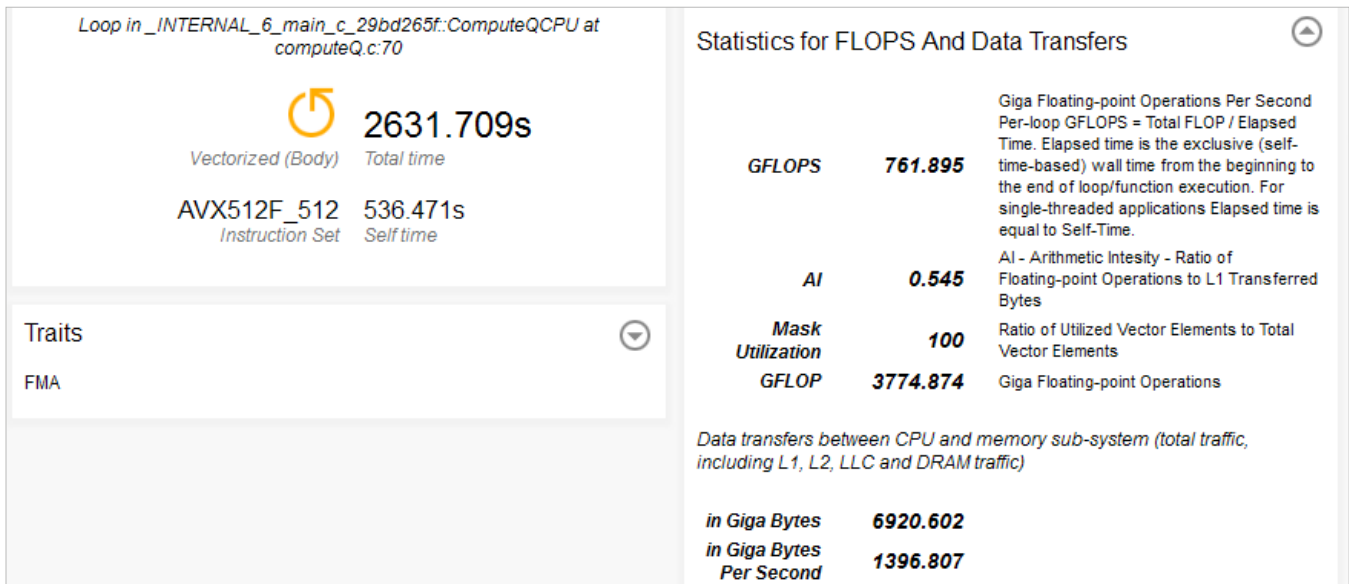 Loop in _INTERNAL_6_main_c_29bd265f::ComputeQCPU at
computeQ.c:70
2631.709s
Vectorized (Body) Total time
AVX512F_512 536.471s
Instruction Set Self time
Traits
FMA
Statistics for FLOPS And Data Transfers
Giga Floating-point Operations Per Second
Per-loop GFLOPS = Total FLOP / Elapsed
Time. Elapsed time is the exclusive (self-
GFLOPS 761.895 time-based) wall time from the beginning to
the end of loop/function execution. For
single-threaded applications Elapsed time is
equal to Self-Time.
AI - Arithmetic Intesity - Ratio of
AI 0.545 Floating-point Operations to L1 Transferred
Bytes
Mask
Utilization 100 Ratio of Utilized Vector Elements to Total
Vector Elements
GFLOP 3774.874 Giga Floating-point Operations
Data transfers between CPU and memory sub-system (total traffic,
including L1, L2, LLC and DRAM traffic)
in Giga Bytes 6920.602
in Giga Bytes
Per Second 1396.807